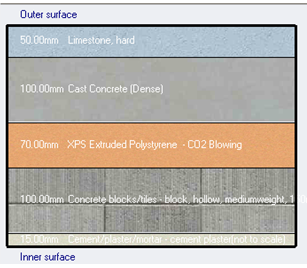 Outer surface
50.00mm Limestone, hard
100.00mm Cast Concrete (Dense)
70.00mm XPS Extruded Polystyrene - CO2 Blowing
100.00mm Concrete blocks/tiles - block, hollow, mediumweight,
15.00mm Cement/plaster/mortar - cement plaster(not to scale)
Inner surface